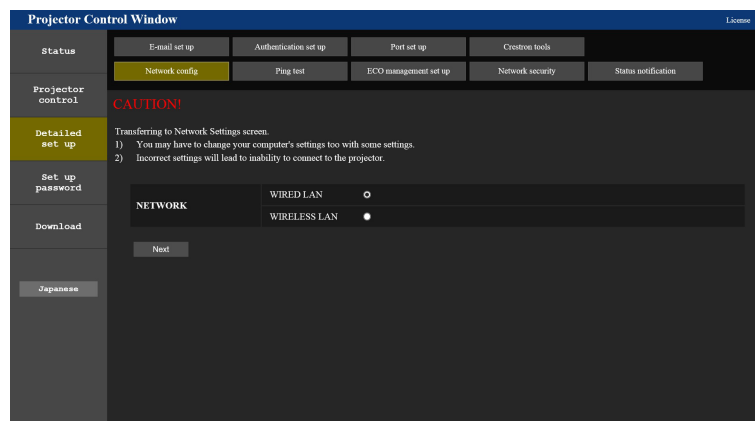 Projector Control Window
License
Status
Projector
control
Detailed
set up
Set up
password
Download
Japanese
E-mail set up
Authentication set up
Port set up
Crestron tools
Network config
Ping test
ECO management set up
Network security
Status notification
CAUTION!
Transferring to Network Settings screen.
1) You may have to change your computer's settings too with some settings.
2) Incorrect settings will lead to inability to connect to the projector.
NETWORK
WIRED LAN
WIRELESS LAN
Next